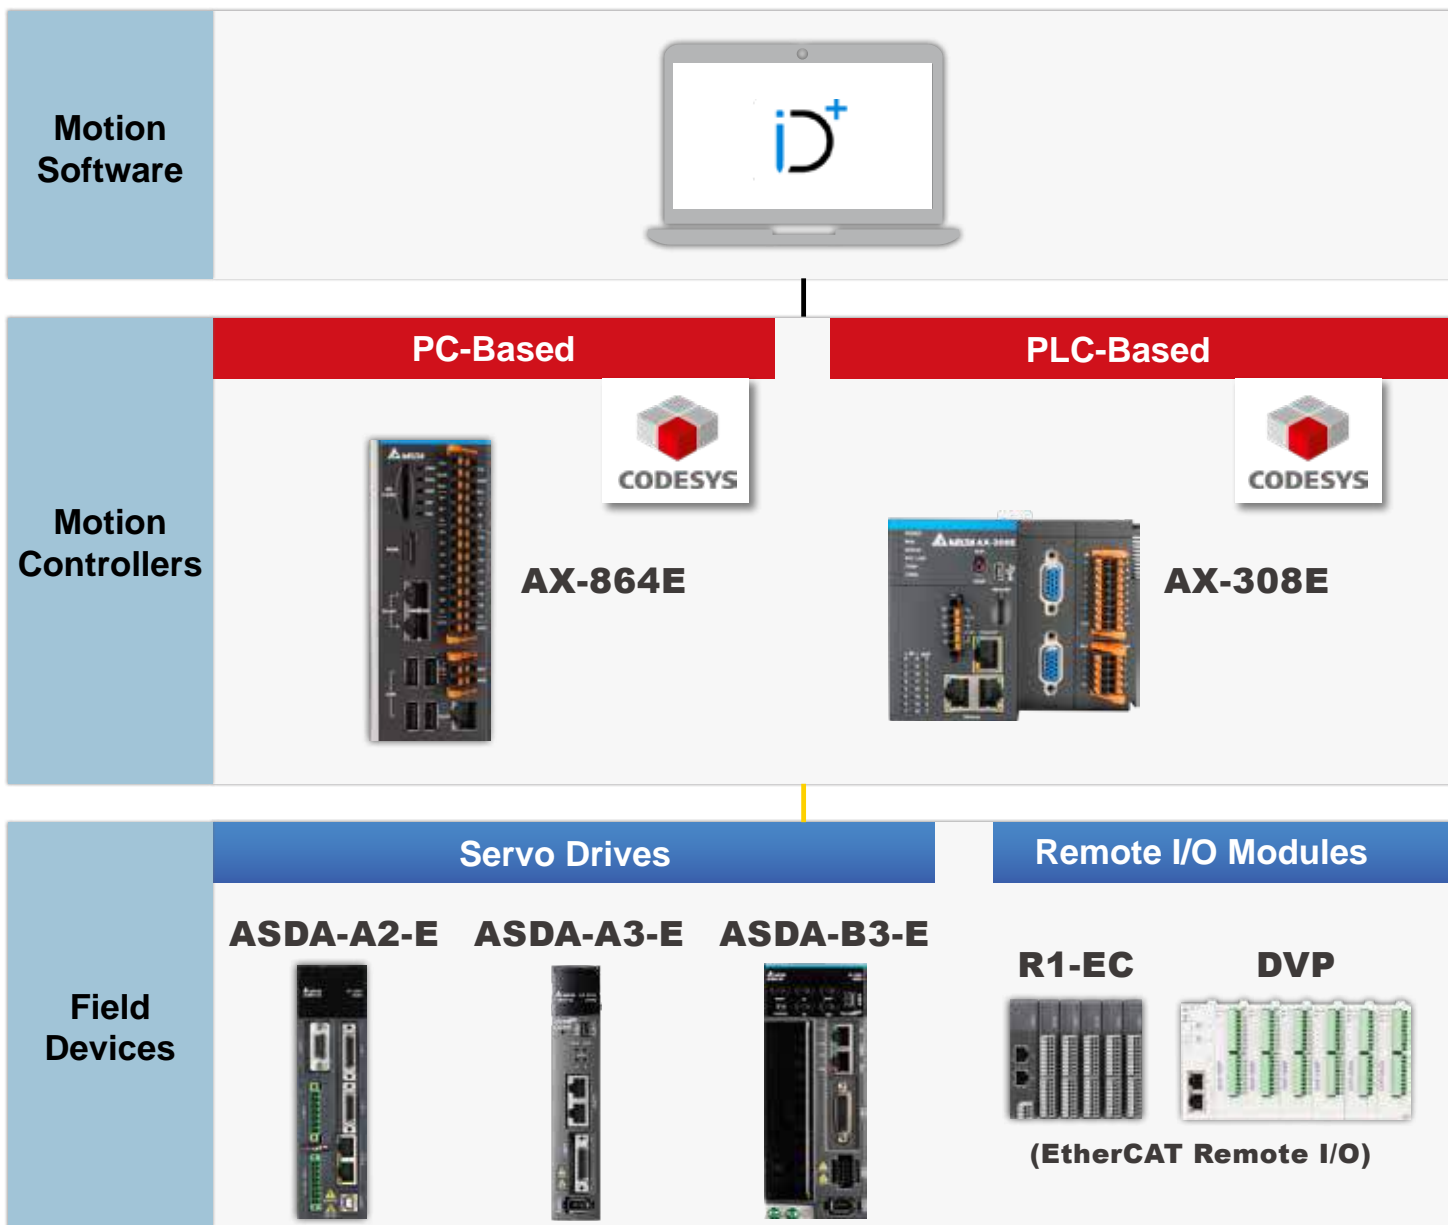 Motion
Software
iD+
PC-Based
PLC-Based
CODESYS
CODESYS
Motion
Controllers
AX-864E
AX-308E
Servo Drives
Remote I/O Modules
ASDA-A2-E
ASDA-A3-E
ASDA-B3-E
R1-EC
DVP
Field
Devices
(EtherCAT Remote I/O)